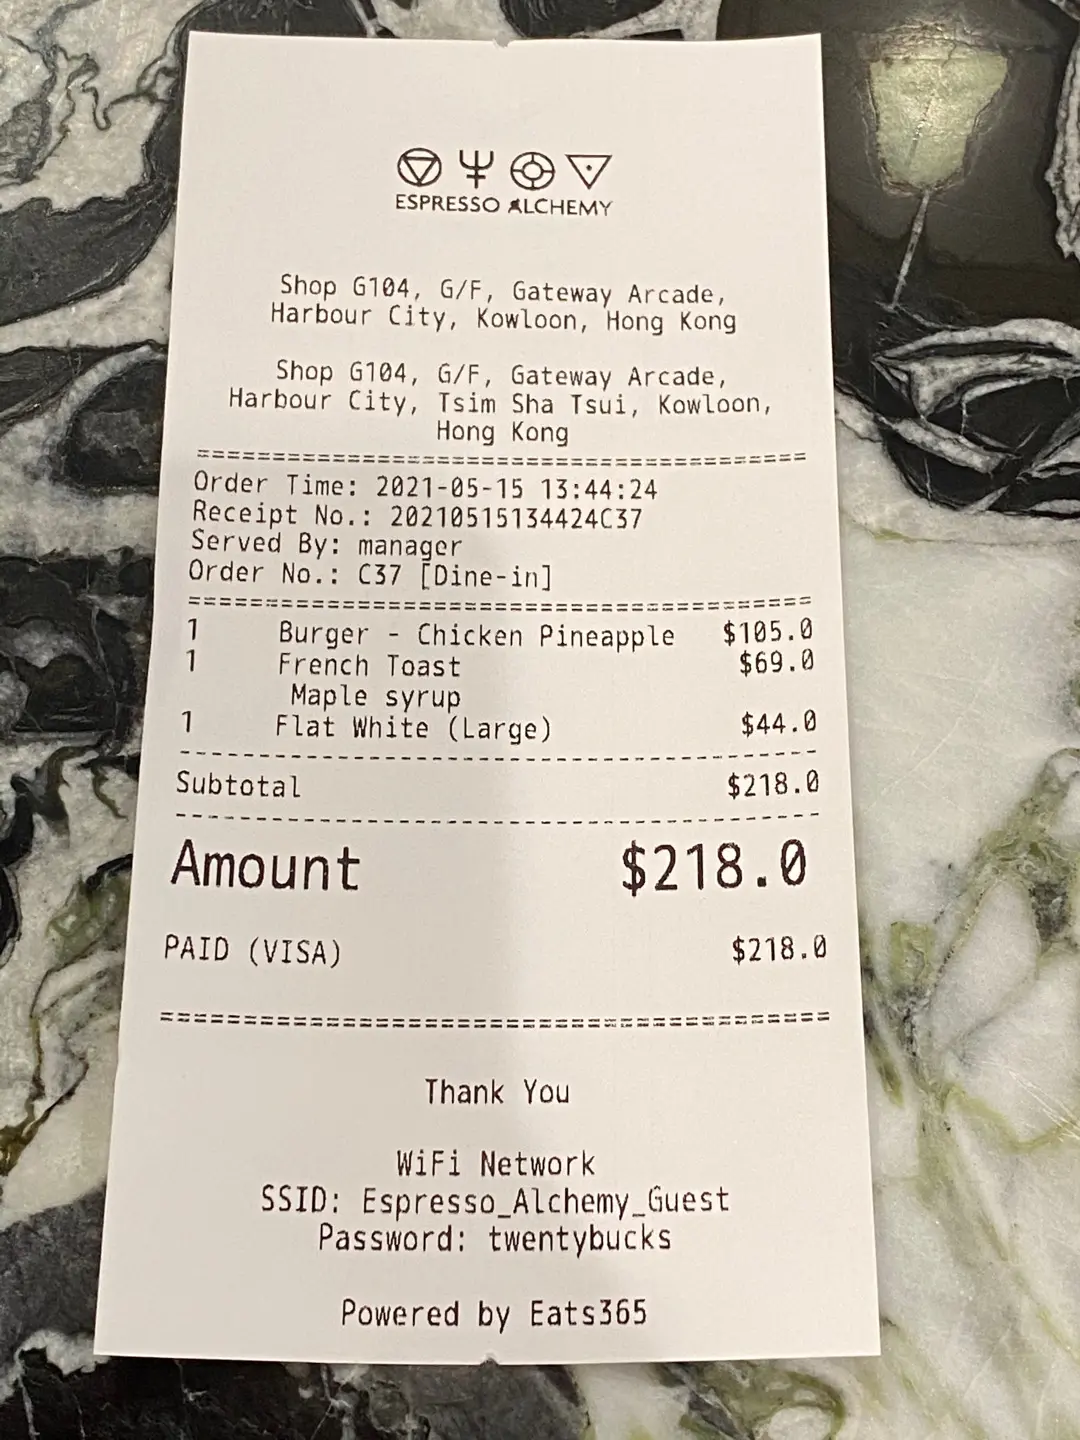 ESPRESSO ALCHEMY
Shop G104, G/F, Gateway Arcade,
Harbour City, Kowloon, Hong Kong
Shop G104, G/F, Gateway Arcade,
Harbour City, Tsim Sha Tsui, Kowloon,
Hong Kong
========================================
Order Time: 2021-05-15 13:44:24
Receipt No.: 20210515134424C37
Served By: manager
Order No.: C37 [Dine-in]
========================================
1 Burger - Chicken Pineapple $105.0
1 French Toast $69.0
Maple syrup
1 Flat White (Large) $44.0
----------------------------------------
Subtotal $218.0
----------------------------------------
Amount $218.0
PAID (VISA) $218.0
========================================
Thank You
WiFi Network
SSID: Espresso_Alchemy_Guest
Password: twentybucks
Powered by Eats365